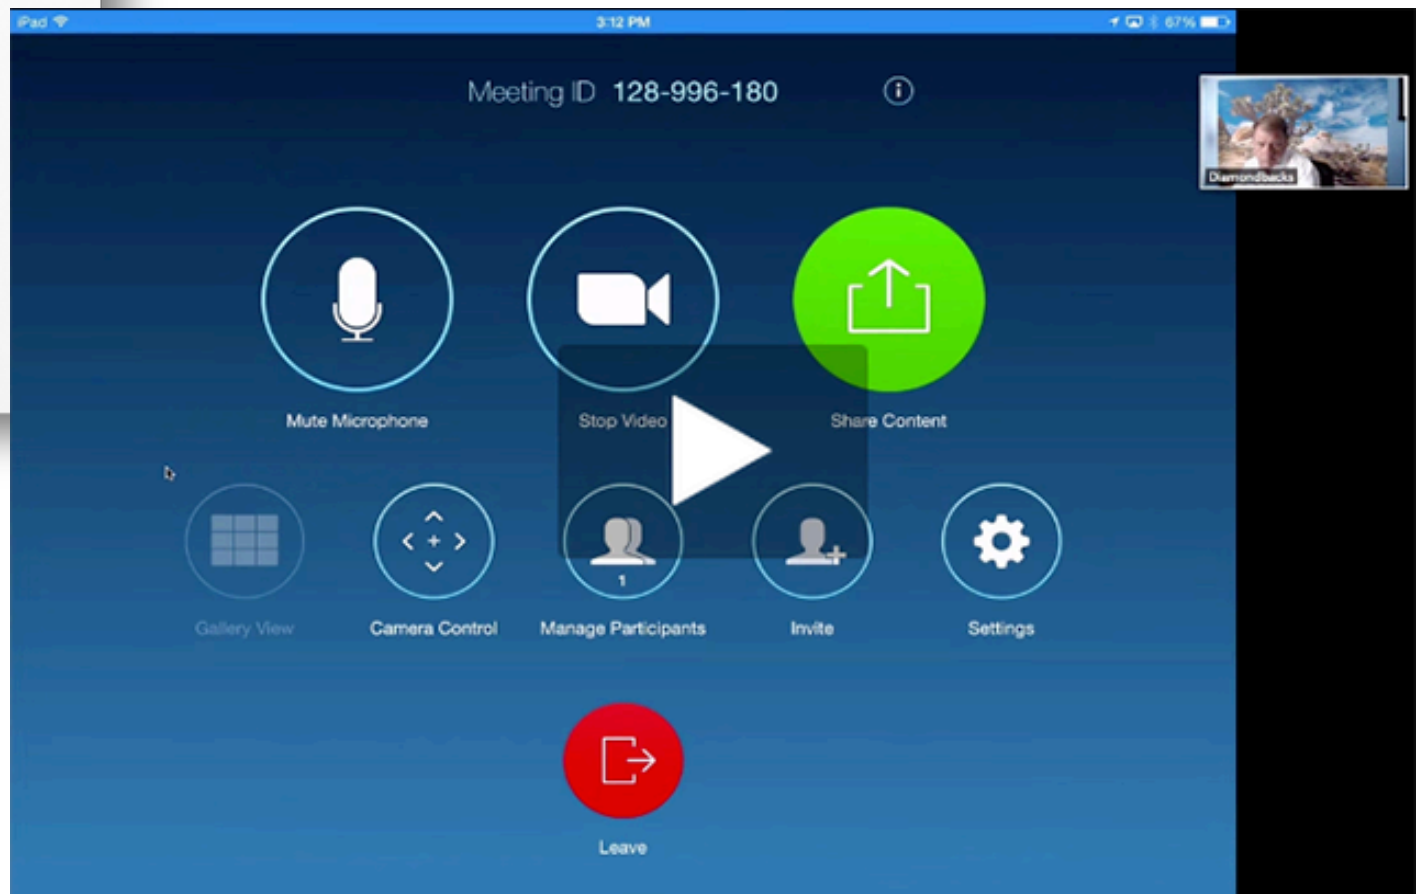 iPad 3:12 PM 67%
Meeting ID 128-996-180
Diamondbacks
Mute Microphone Stop Video Share Content
1
Gallery View Camera Control Manage Participants Invite Settings
Leave